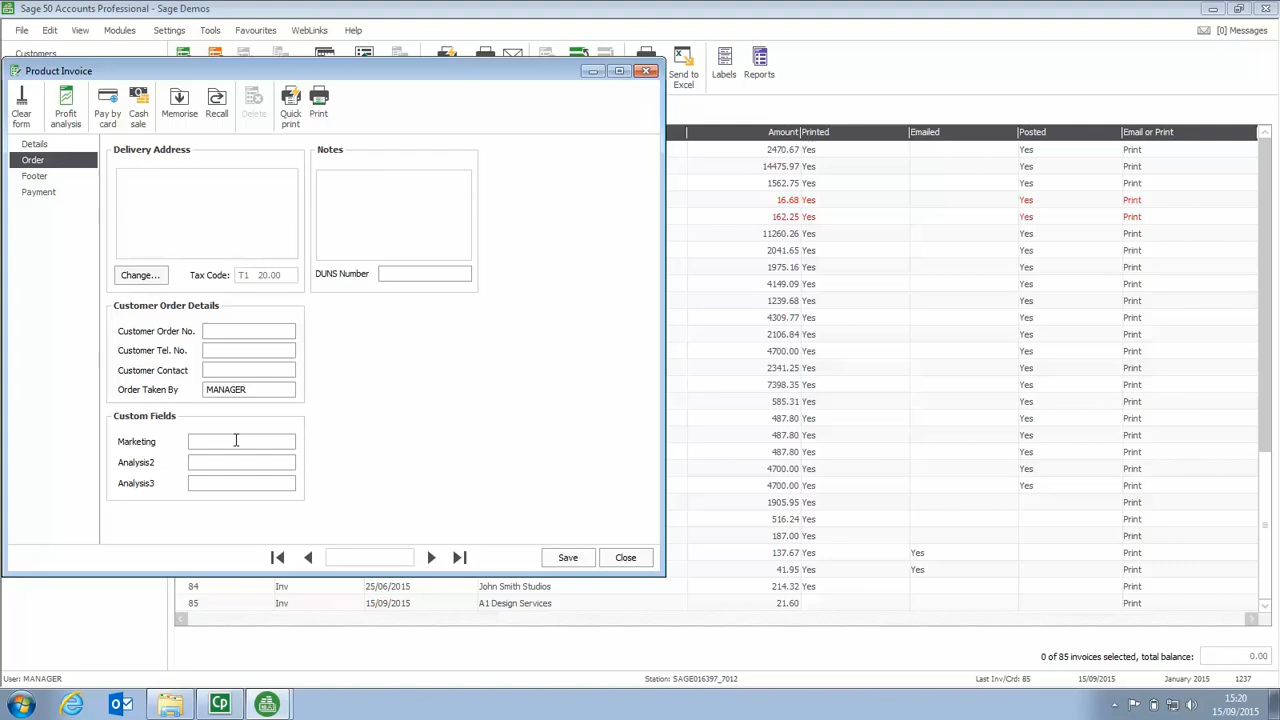 Sage 50 Accounts Professional - Sage Demos
File Edit View Modules Settings Tools Favourites WebLinks Help
[0] Messages
Customers
Product Invoice
Clear form
Profit analysis
Pay by card
Cash sale
Memorise
Recall
Delete
Quick print
Print
Send to Excel
Labels
Reports
Details
Order
Footer
Payment
Delivery Address
Change...
Tax Code: T1 20.00
Notes
DUNS Number
Customer Order Details
Customer Order No.
Customer Tel. No.
Customer Contact
Order Taken By MANAGER
Custom Fields
Marketing
Analysis2
Analysis3
Save
Close
Amount Printed Emailed Posted Email or Print
2470.67 Yes Yes Print
14475.97 Yes Yes Print
1562.75 Yes Yes Print
16.68 Yes Yes Print
162.25 Yes Yes Print
11260.26 Yes Yes Print
2041.65 Yes Yes Print
1975.16 Yes Yes Print
4149.09 Yes Yes Print
1239.68 Yes Yes Print
4309.77 Yes Yes Print
2106.84 Yes Yes Print
4700.00 Yes Yes Print
2341.25 Yes Yes Print
7398.35 Yes Yes Print
585.31 Yes Yes Print
487.80 Yes Yes Print
487.80 Yes Yes Print
487.80 Yes Yes Print
4700.00 Yes Yes Print
4700.00 Yes Yes Print
1905.95 Yes Print
516.24 Yes Print
187.00 Yes Print
137.67 Yes Yes Print
41.95 Yes Yes Print
84 Inv 25/06/2015 John Smith Studios 214.32 Yes Print
85 Inv 15/09/2015 A1 Design Services 21.60 Print
0 of 85 invoices selected, total balance: 0.00
User: MANAGER
Station: SAGE016397_7012
Last Inv/Crd: 85
15/09/2015
January 2015
1237
Cp
15:20
15/09/2015